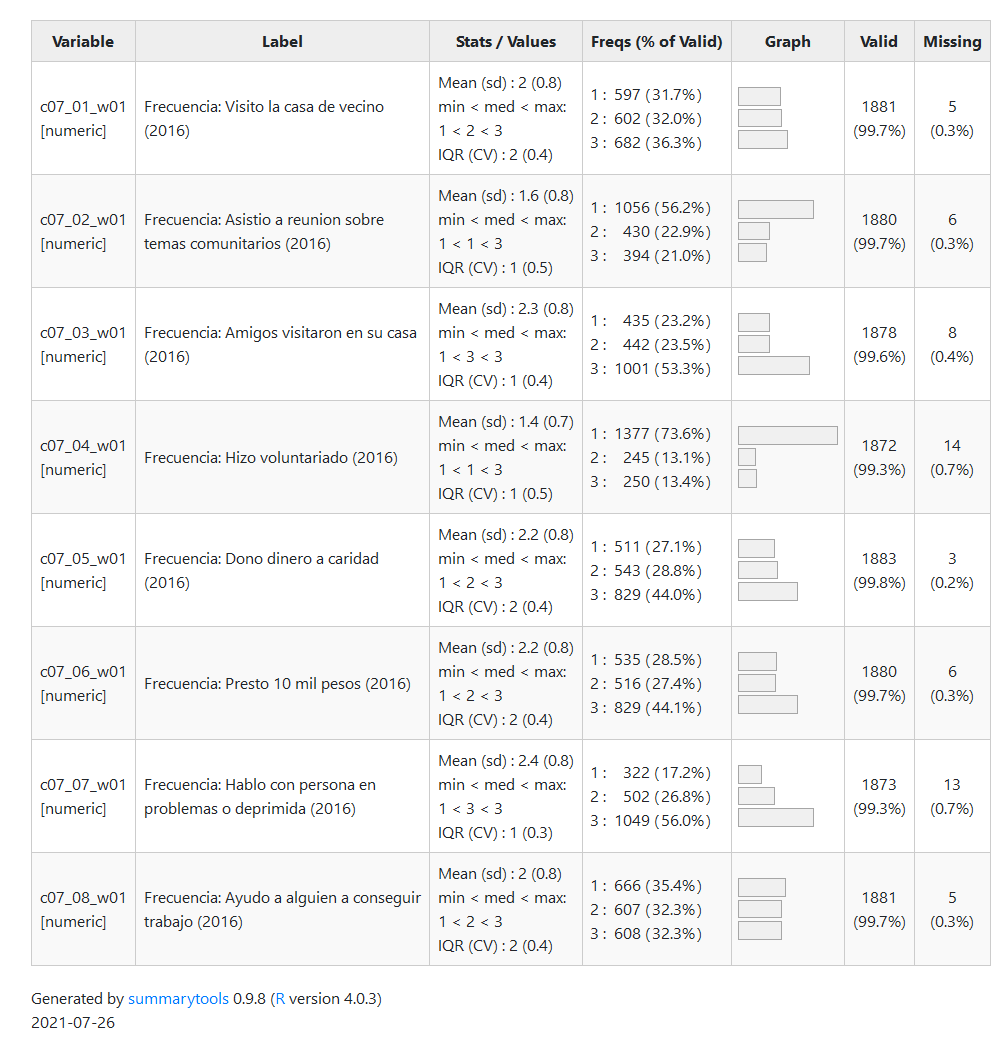 Variable Label Stats / Values Freqs (% of Valid) Graph Valid Missing
c07_01_w01
[numeric]
Frecuencia: Visito la casa de vecino
(2016)
Mean (sd) : 2 (0.8)
min < med < max:
1 < 2 < 3
IQR (CV) : 2 (0.4)
1 : 597 (31.7%)
2 : 602 (32.0%)
3 : 682 (36.3%)
1881
(99.7%)
5
(0.3%)
c07_02_w01
[numeric]
Frecuencia: Asistio a reunion sobre
temas comunitarios (2016)
Mean (sd) : 1.6 (0.8)
min < med < max:
1 < 1 < 3
IQR (CV) : 1 (0.5)
1 : 1056 (56.2%)
2 : 430 (22.9%)
3 : 394 (21.0%)
1880
(99.7%)
6
(0.3%)
c07_03_w01
[numeric]
Frecuencia: Amigos visitaron en su casa
(2016)
Mean (sd) : 2.3 (0.8)
min < med < max:
1 < 3 < 3
IQR (CV) : 1 (0.4)
1 : 435 (23.2%)
2 : 442 (23.5%)
3 : 1001 (53.3%)
1878
(99.6%)
8
(0.4%)
c07_04_w01
[numeric]
Frecuencia: Hizo voluntariado (2016)
Mean (sd) : 1.4 (0.7)
min < med < max:
1 < 1 < 3
IQR (CV) : 1 (0.5)
1 : 1377 (73.6%)
2 : 245 (13.1%)
3 : 250 (13.4%)
1872
(99.3%)
14
(0.7%)
c07_05_w01
[numeric]
Frecuencia: Dono dinero a caridad
(2016)
Mean (sd) : 2.2 (0.8)
min < med < max:
1 < 2 < 3
IQR (CV) : 2 (0.4)
1 : 511 (27.1%)
2 : 543 (28.8%)
3 : 829 (44.0%)
1883
(99.8%)
3
(0.2%)
c07_06_w01
[numeric]
Frecuencia: Presto 10 mil pesos (2016)
Mean (sd) : 2.2 (0.8)
min < med < max:
1 < 2 < 3
IQR (CV) : 2 (0.4)
1 : 535 (28.5%)
2 : 516 (27.4%)
3 : 829 (44.1%)
1880
(99.7%)
6
(0.3%)
c07_07_w01
[numeric]
Frecuencia: Hablo con persona en
problemas o deprimida (2016)
Mean (sd) : 2.4 (0.8)
min < med < max:
1 < 3 < 3
IQR (CV) : 1 (0.3)
1 : 322 (17.2%)
2 : 502 (26.8%)
3 : 1049 (56.0%)
1873
(99.3%)
13
(0.7%)
c07_08_w01
[numeric]
Frecuencia: Ayudo a alguien a conseguir
trabajo (2016)
Mean (sd) : 2 (0.8)
min < med < max:
1 < 2 < 3
IQR (CV) : 2 (0.4)
1 : 666 (35.4%)
2 : 607 (32.3%)
3 : 608 (32.3%)
1881
(99.7%)
5
(0.3%)
Generated by summarytools 0.9.8 (R version 4.0.3)
2021-07-26